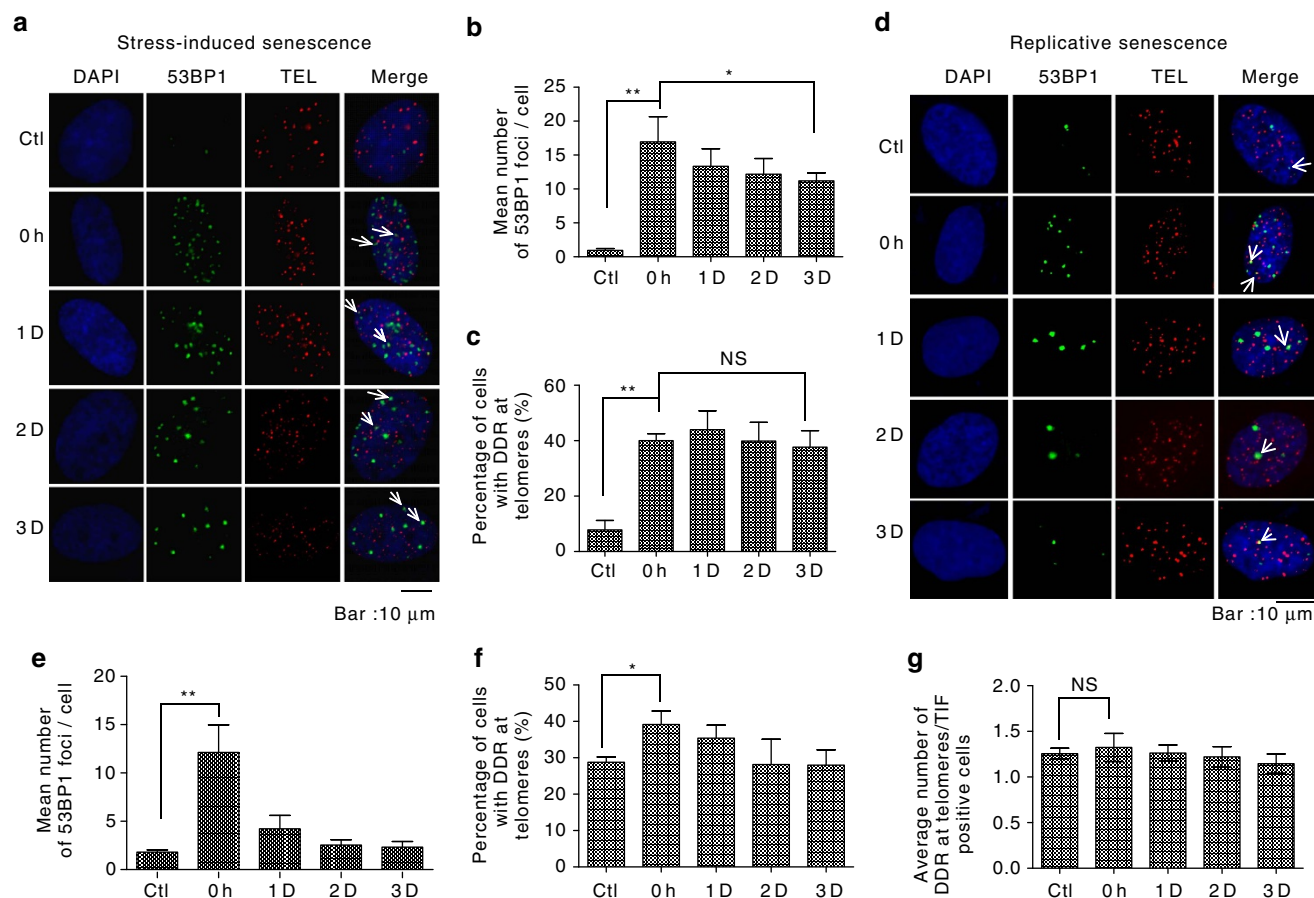 a
Stress-induced senescence
DAPI 53BP1 TEL Merge
Ctl
0 h
1 D
2 D
3 D
Bar :10 μm
b
Mean number
of 53BP1 foci / cell
25
20
15
10
5
0
**
*
Ctl 0 h 1 D 2 D 3 D
c
Percentage of cells
with DDR at
telomeres (%)
60
40
20
0
**
NS
Ctl 0 h 1 D 2 D 3 D
d
Replicative senescence
DAPI 53BP1 TEL Merge
Ctl
0 h
1 D
2 D
3 D
Bar :10 μm
e
Mean number
of 53BP1 foci / cell
20
15
10
5
0
**
Ctl 0 h 1 D 2 D 3 D
f
Percentage of cells
with DDR at
telomeres (%)
50
40
30
20
10
0
*
Ctl 0 h 1 D 2 D 3 D
g
Average number of
DDR at telomeres/TIF
positive cells
2.0
1.5
1.0
0.5
0.0
NS
Ctl 0 h 1 D 2 D 3 D